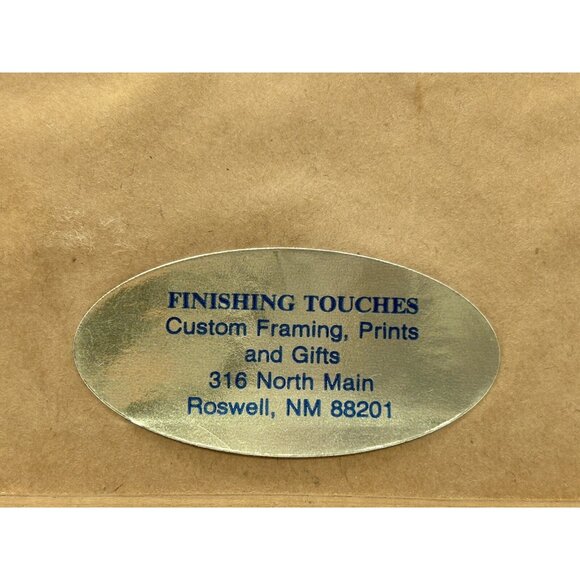 FINISHING TOUCHES
Custom Framing, Prints
and Gifts
316 North Main
Roswell, NM 88201